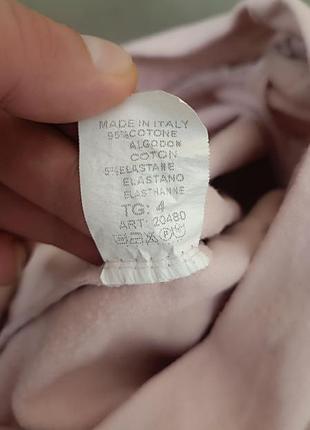 MADE IN ITALY
95%COTONE
ALGODON
COTON
5%ELASTANE
ELASTANO
ELASTHANNE
TG: 4
ART: 20480